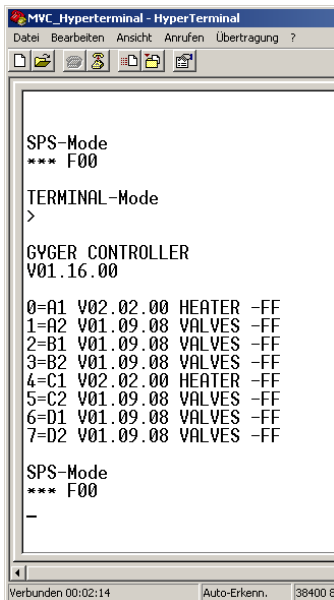 MVC_Hyperterminal - HyperTerminal
Datei Bearbeiten Ansicht Anrufen Übertragung ?
SPS-Mode
*** F00
TERMINAL-Mode
>
GYGER CONTROLLER
V01.16.00
0=A1 V02.02.00 HEATER -FF
1=A2 V01.09.08 VALVES -FF
2=B1 V01.09.08 VALVES -FF
3=B2 V01.09.08 VALVES -FF
4=C1 V02.02.00 HEATER -FF
5=C2 V01.09.08 VALVES -FF
6=D1 V01.09.08 VALVES -FF
7=D2 V01.09.08 VALVES -FF
SPS-Mode
*** F00
_
Verbunden 00:02:14 Auto-Erkenn. 38400 8